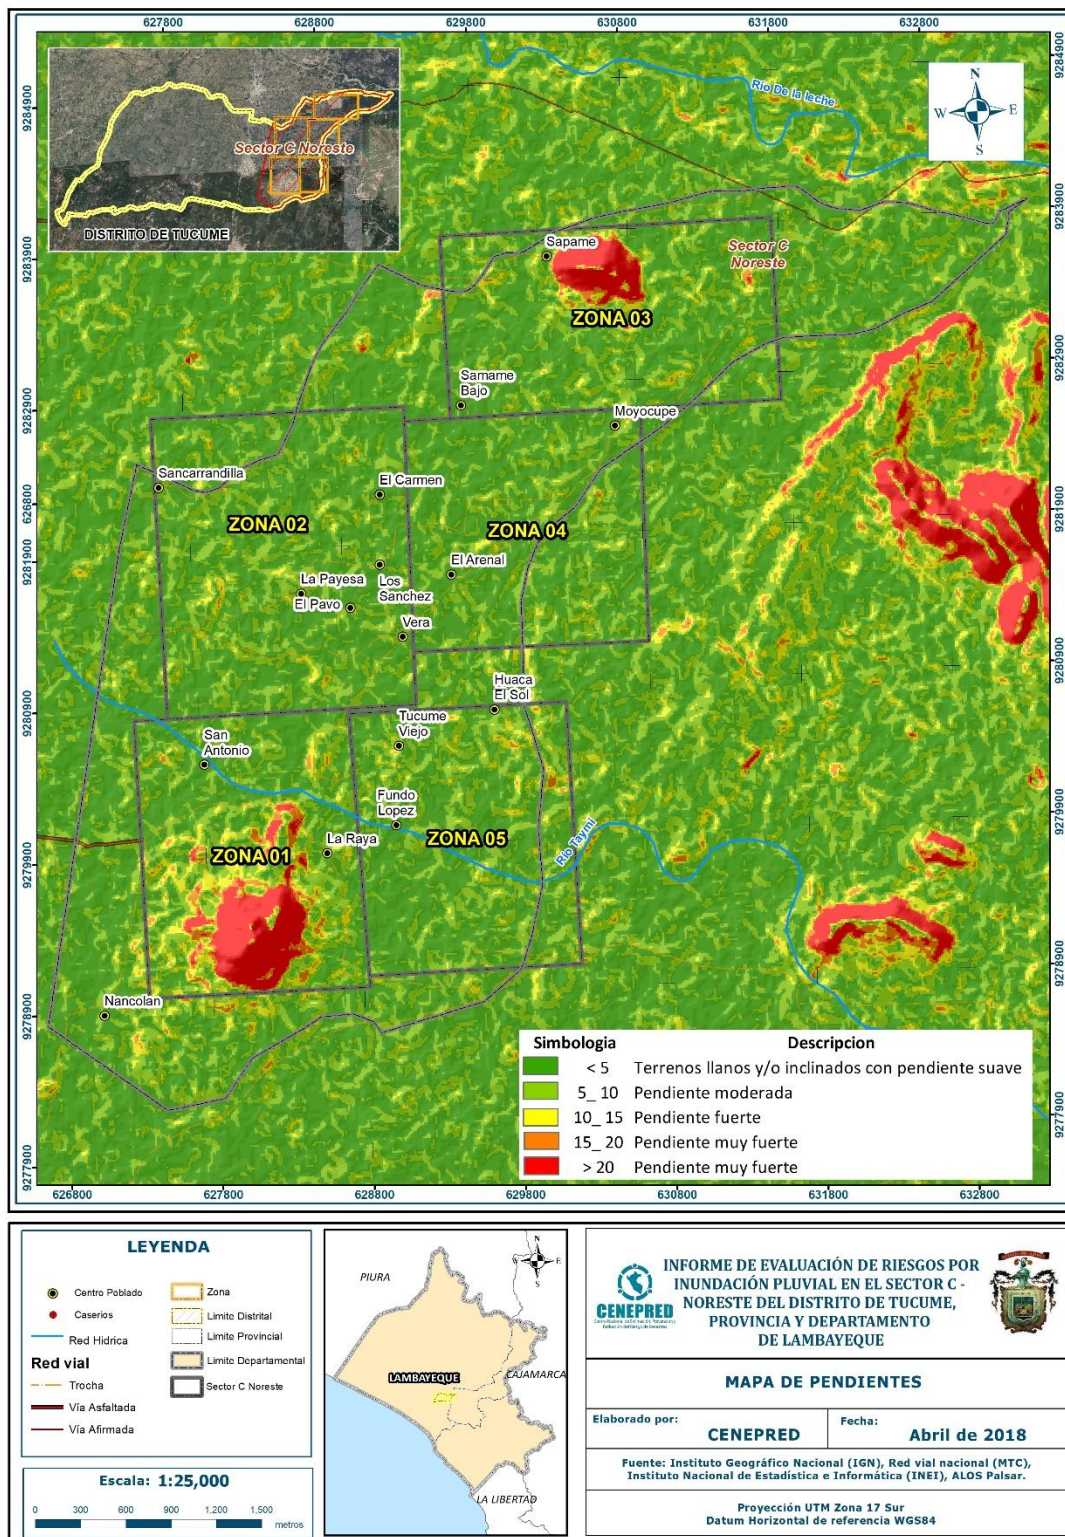 627800
628800
629800
630800
631800
632800
9284900
9284900
Rio De la leche
N
W
E
S
Sector C Noreste
DISTRITO DE TUCUME
9283900
9283900
Sapame
Sector C
Noreste
ZONA 03
9282900
9282900
Samame
Bajo
Moyocupe
Sancarrandilla
El Carmen
626800
9281900
ZONA 02
ZONA 04
9281900
El Arenal
La Payesa
Los
Sanchez
El Pavo
Vera
9280900
9280900
Huaca
El Sol
Tucume
Viejo
San
Antonio
9279900
9279900
Fundo
Lopez
La Raya
ZONA 05
Rio Taymi
ZONA 01
9278900
9278900
Nancolan
Simbologia
Descripcion
< 5 Terrenos llanos y/o inclinados con pendiente suave
5_ 10 Pendiente moderada
10_ 15 Pendiente fuerte
15_ 20 Pendiente muy fuerte
> 20 Pendiente muy fuerte
9277900
9277900
626800
627800
628800
629800
630800
631800
632800
LEYENDA
Centro Poblado
Caserios
Red Hidrica
Red vial
Trocha
Vía Asfaltada
Vía Afirmada
Zona
Limite Distrital
Limite Provincial
Limite Departamental
Sector C Noreste
Escala: 1:25,000
0 300 600 900 1.200 1.500
metros
PIURA
N
W
E
S
LAMBAYEQUE
CAJAMARCA
LA LIBERTAD
CENEPRED
INFORME DE EVALUACIÓN DE RIESGOS POR
INUNDACIÓN PLUVIAL EN EL SECTOR C -
NORESTE DEL DISTRITO DE TUCUME,
PROVINCIA Y DEPARTAMENTO
DE LAMBAYEQUE
MAPA DE PENDIENTES
Elaborado por:
CENEPRED
Fecha:
Abril de 2018
Fuente: Instituto Geográfico Nacional (IGN), Red vial nacional (MTC),
Instituto Nacional de Estadística e Informática (INEI), ALOS Palsar.
Proyección UTM Zona 17 Sur
Datum Horizontal de referencia WGS84